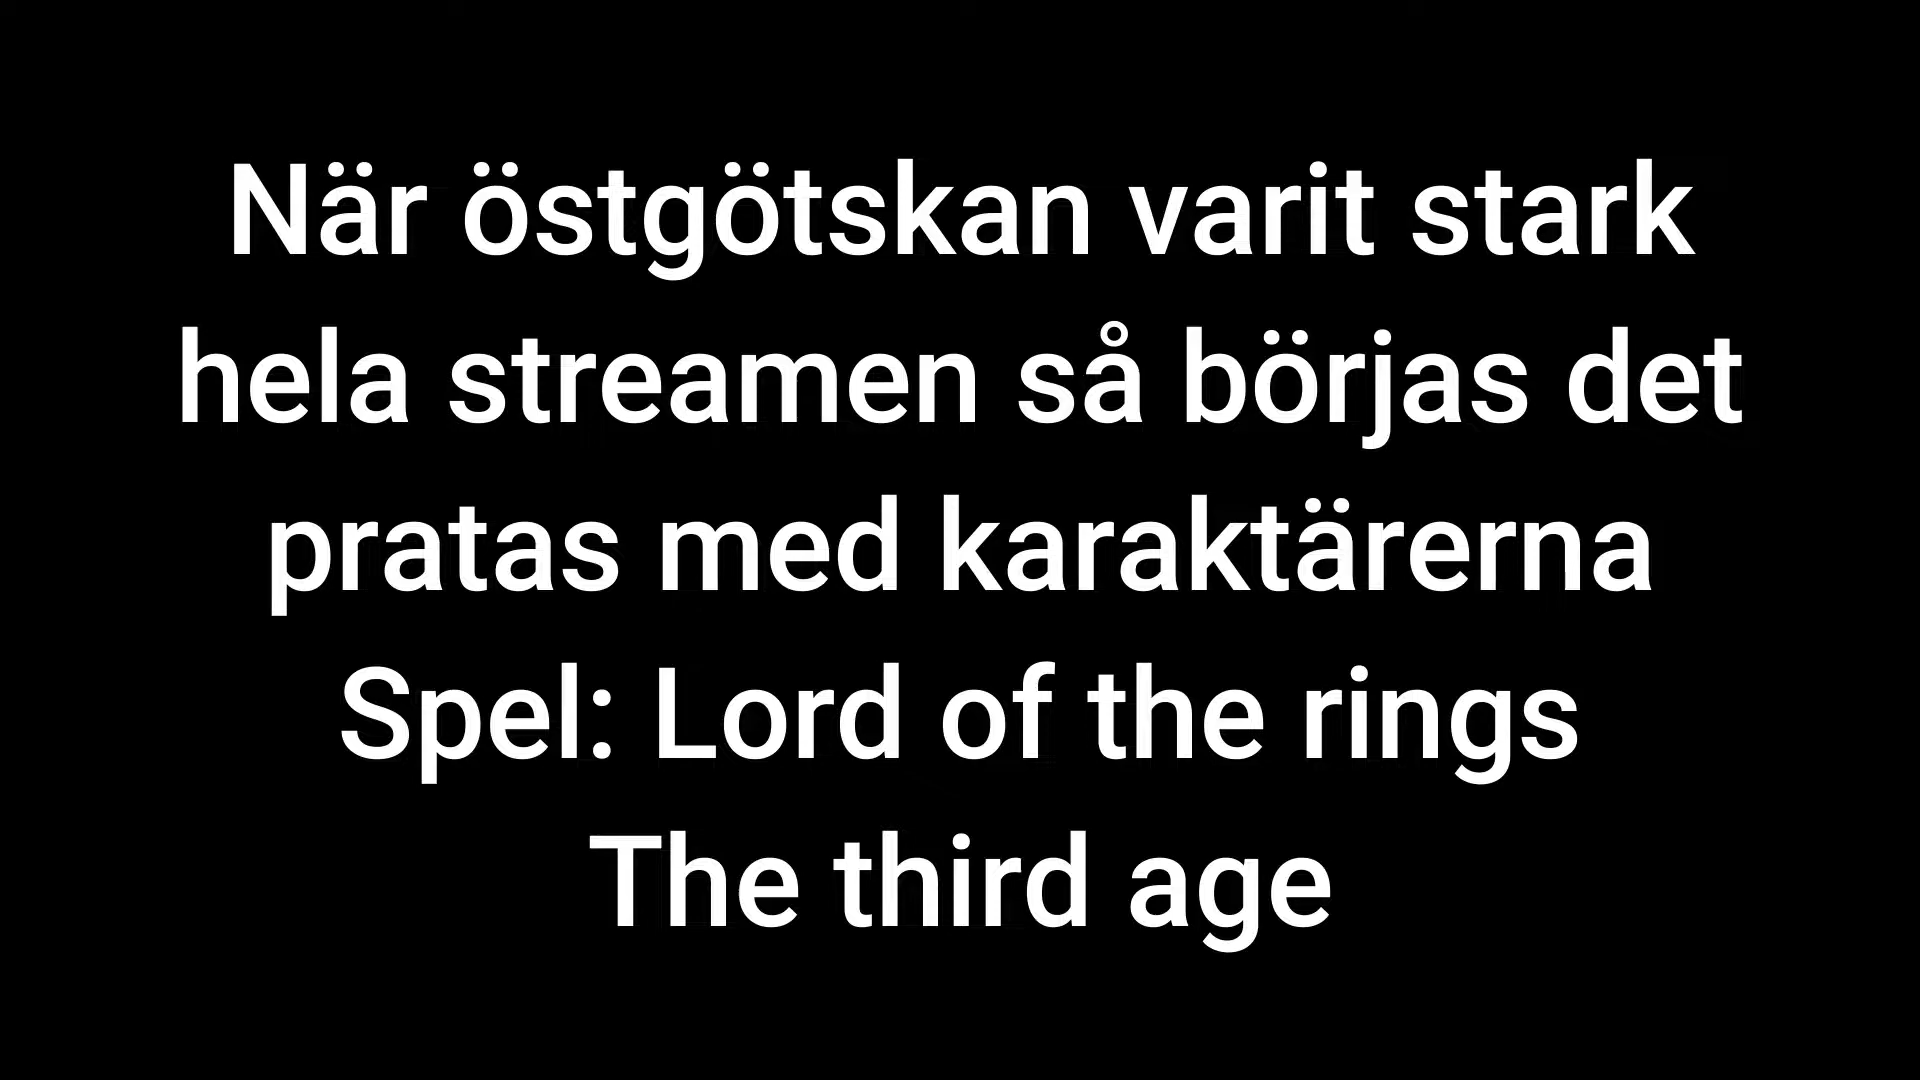 När östgötskan varit stark
hela streamen så börjas det
pratas med karaktärerna
Spel: Lord of the rings
The third age